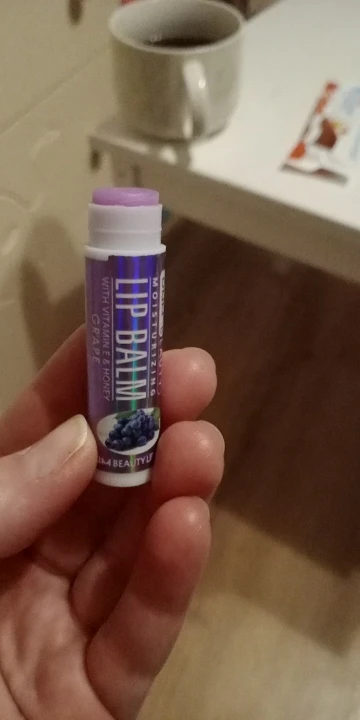 MOISTURIZING
LIP BALM
WITH VITAMIN E & HONEY
GRAPE